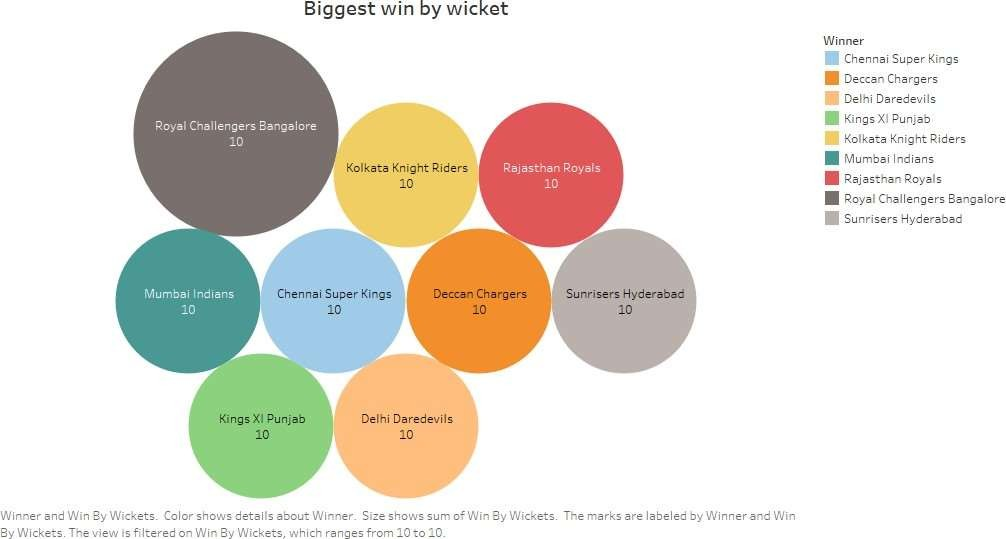 Biggest win by wicket
Winner
Chennai Super Kings
Deccan Chargers
Delhi Daredevils
Kings XI Punjab
Kolkata Knight Riders
Mumbai Indians
Rajasthan Royals
Royal Challengers Bangalore
Sunrisers Hyderabad
Royal Challengers Bangalore
10
Kolkata Knight Riders
10
Rajasthan Royals
10
Mumbai Indians
10
Chennai Super Kings
10
Deccan Chargers
10
Sunrisers Hyderabad
10
Kings XI Punjab
10
Delhi Daredevils
10
Winner and Win By Wickets.  Color shows details about Winner.  Size shows sum of Win By Wickets.  The marks are labeled by Winner and Win
By Wickets. The view is filtered on Win By Wickets, which ranges from 10 to 10.